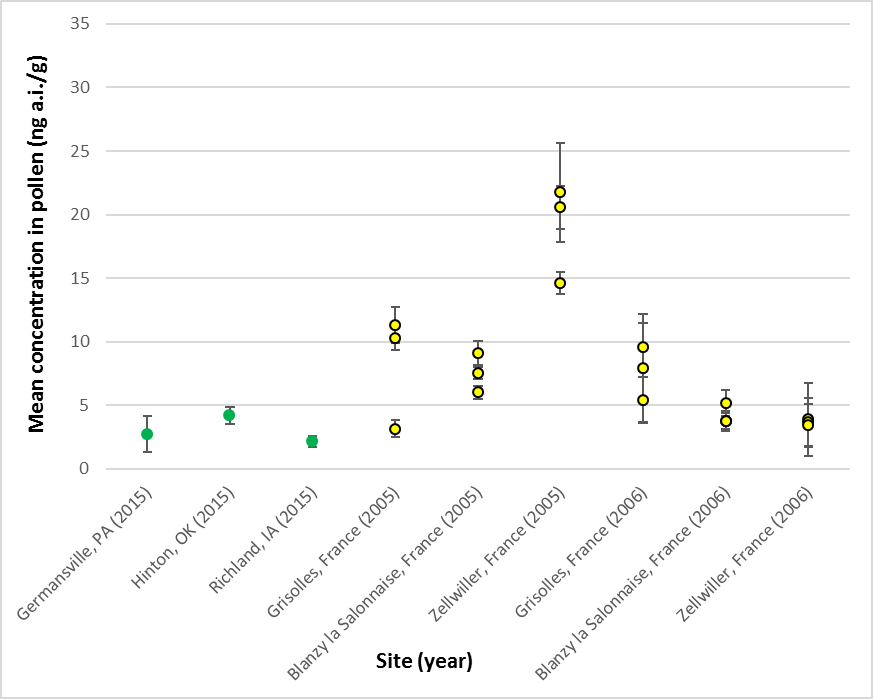 Mean concentration in pollen (ng a.i./g)
35
30
25
20
15
10
5
0
Germansville, PA (2015)
Hinton, OK (2015)
Richland, IA (2015)
Grisolles, France (2005)
Blanzy la Salonnaise, France (2005)
Zellwiller, France (2005)
Grisolles, France (2006)
Blanzy la Salonnaise, France (2006)
Zellwiller, France (2006)
Site (year)